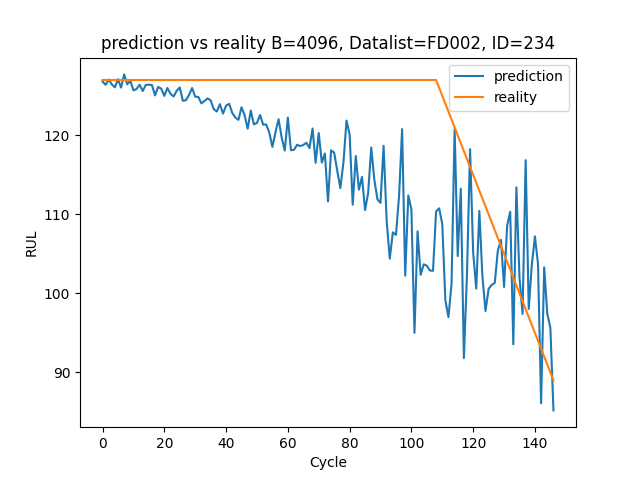 prediction vs reality B=4096, Datalist=FD002, ID=234
prediction
reality
RUL
120
110
100
90
0 20 40 60 80 100 120 140
Cycle